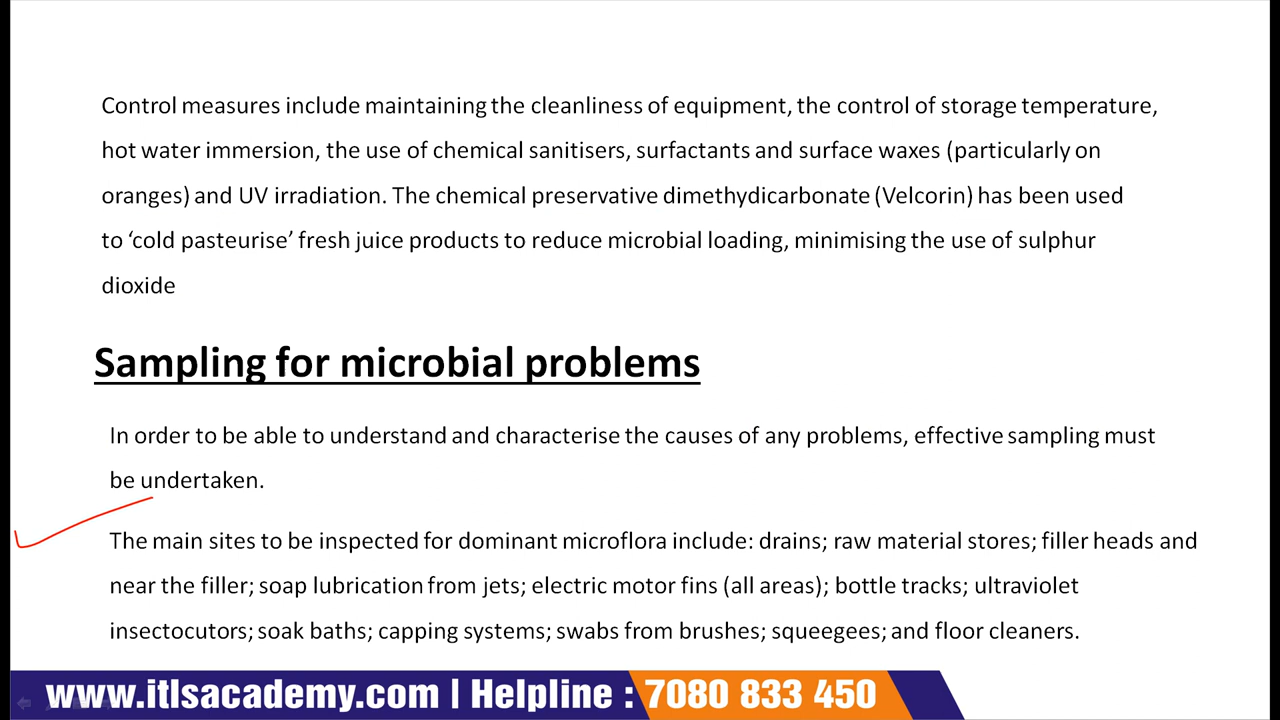 Control measures include maintaining the cleanliness of equipment, the control of storage temperature,
hot water immersion, the use of chemical sanitisers, surfactants and surface waxes (particularly on
oranges) and UV irradiation. The chemical preservative dimethydicarbonate (Velcorin) has been used
to ‘cold pasteurise’ fresh juice products to reduce microbial loading, minimising the use of sulphur
dioxide
Sampling for microbial problems
In order to be able to understand and characterise the causes of any problems, effective sampling must
be undertaken.
The main sites to be inspected for dominant microflora include: drains; raw material stores; filler heads and
near the filler; soap lubrication from jets; electric motor fins (all areas); bottle tracks; ultraviolet
insectocutors; soak baths; capping systems; swabs from brushes; squeegees; and floor cleaners.
www.itlsacademy.com | Helpline : 7080 833 450